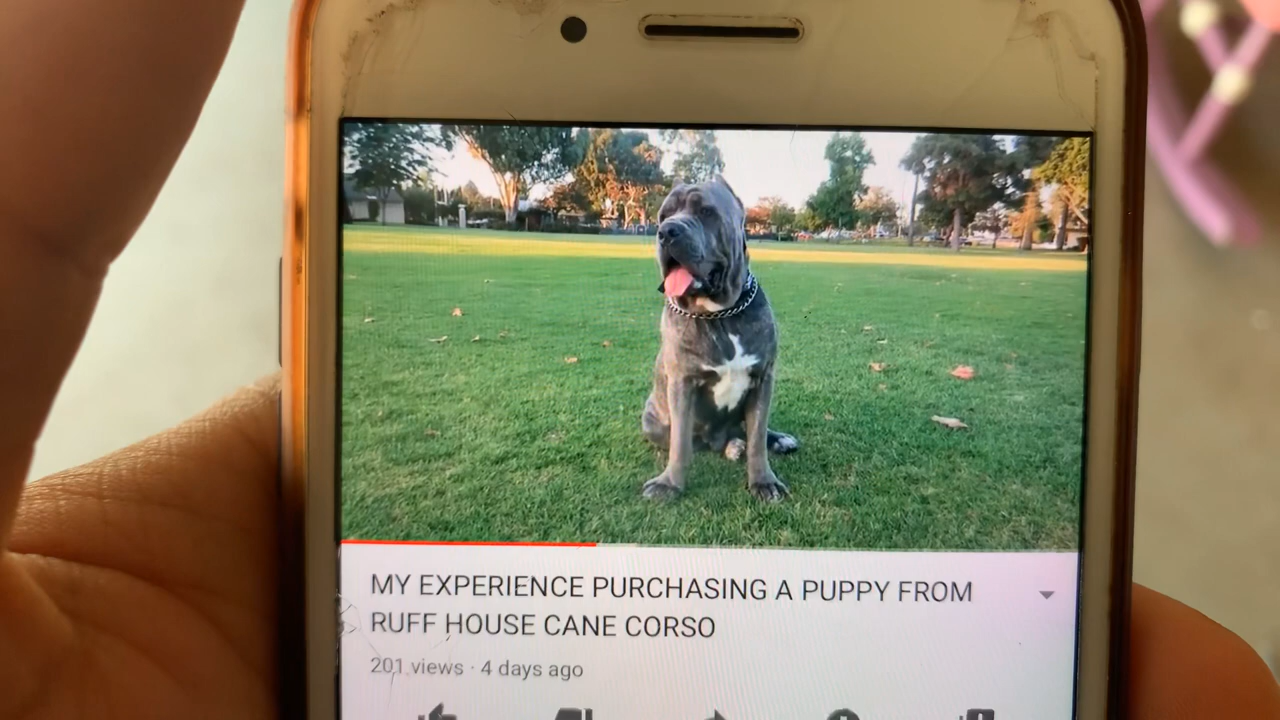 MY EXPERIENCE PURCHASING A PUPPY FROM
RUFF HOUSE CANE CORSO
201 views · 4 days ago